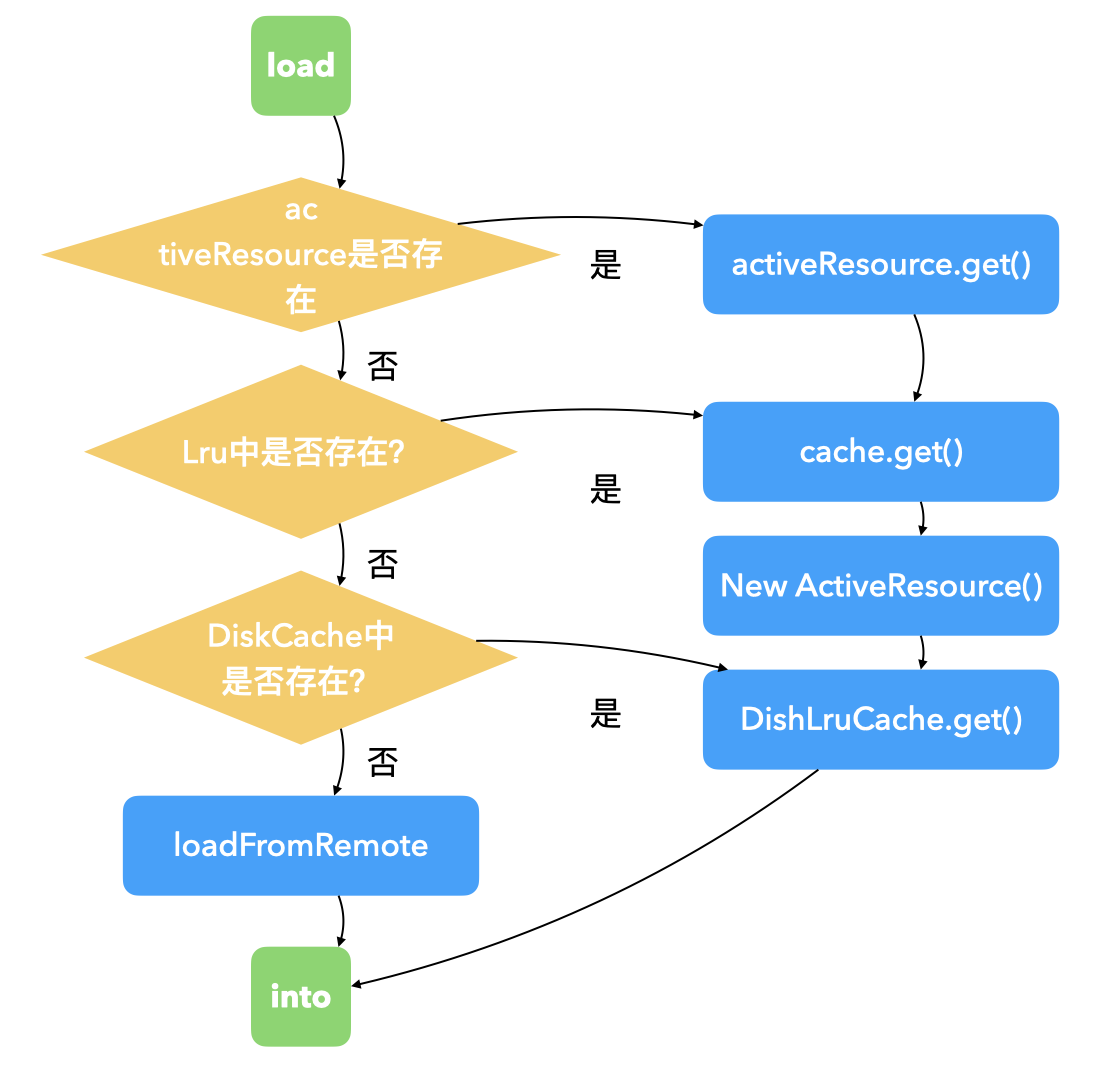 load
ac
tiveResource是否存
在
是
activeResource.get()
否
Lru中是否存在?
是
cache.get()
否
New ActiveResource()
DiskCache中
是否存在?
是
DishLruCache.get()
否
loadFromRemote
into